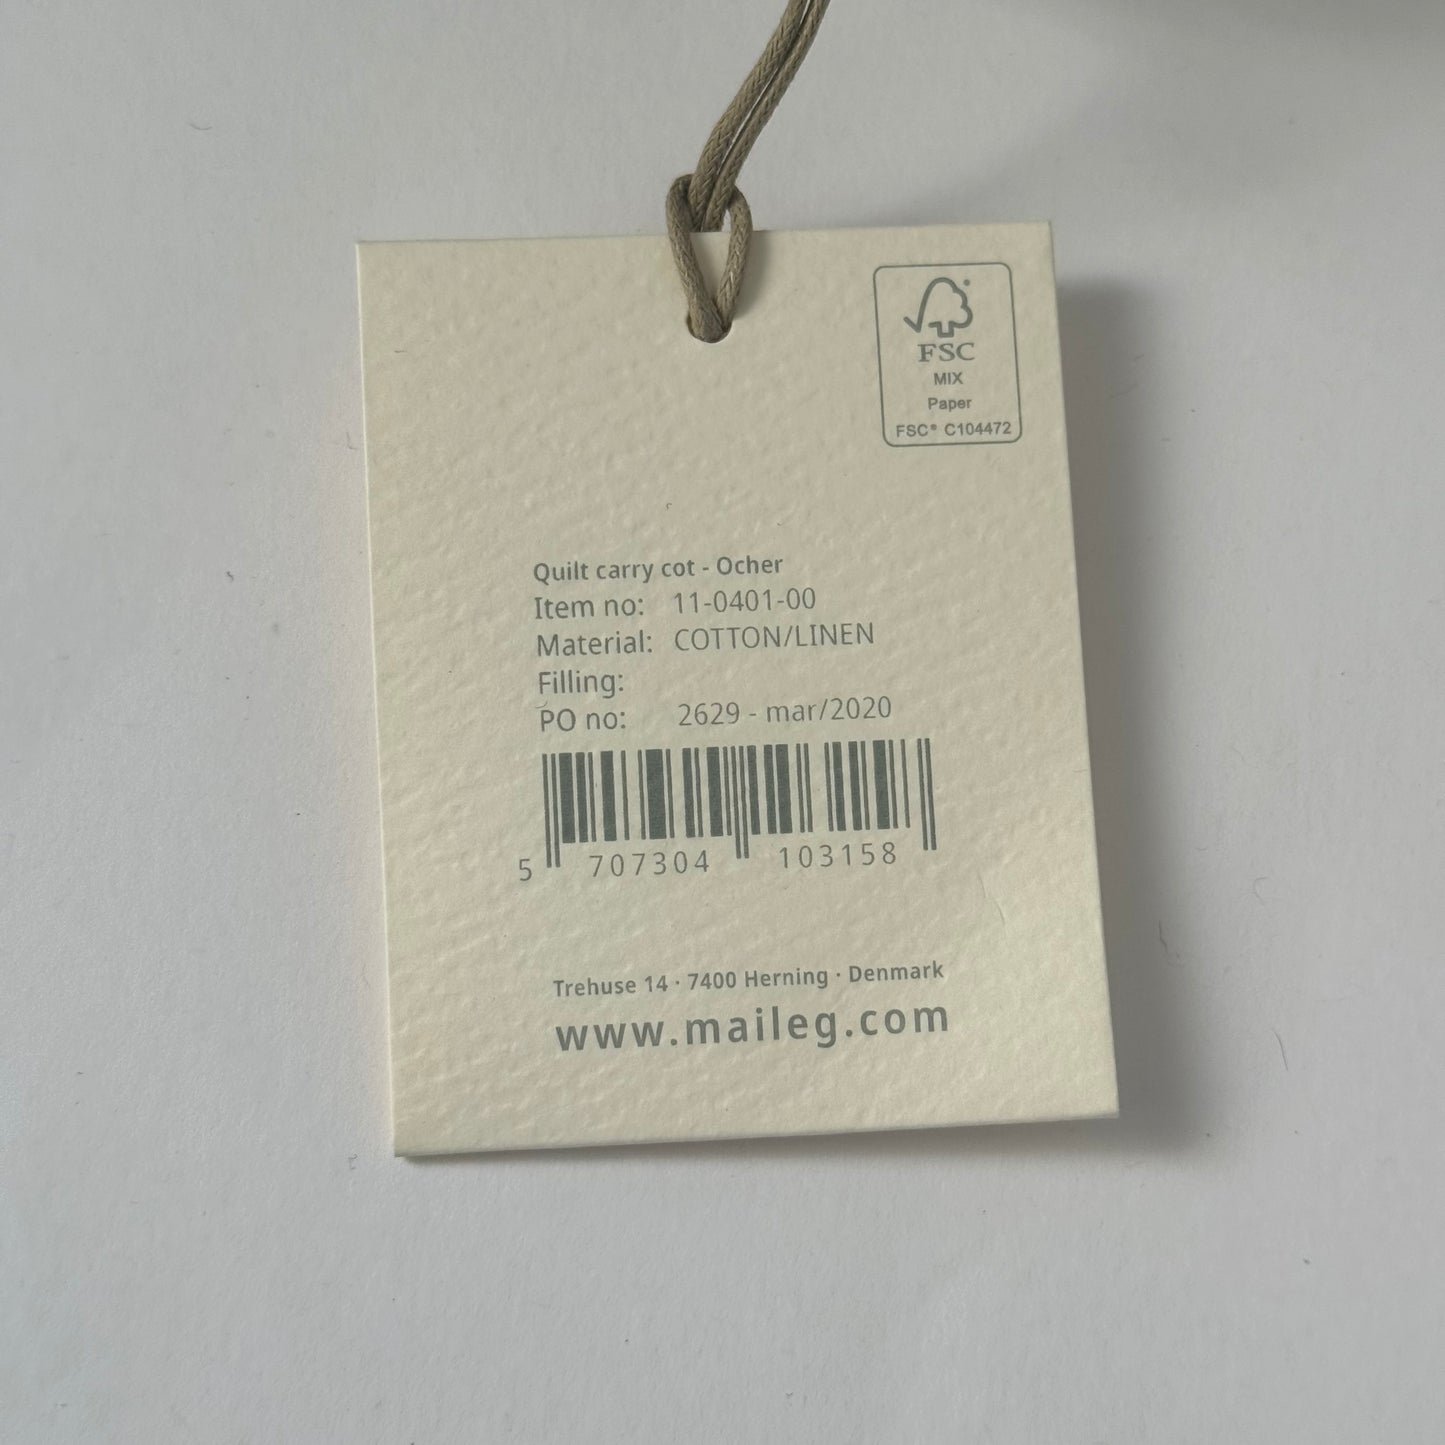 FSC
MIX
Paper
FSC® C104472
Quilt carry cot - Ocher
Item no: 11-0401-00
Material: COTTON/LINEN
Filling:
PO no: 2629 - mar/2020
5 707304 103158
Trehuse 14 · 7400 Herning · Denmark
www.maileg.com